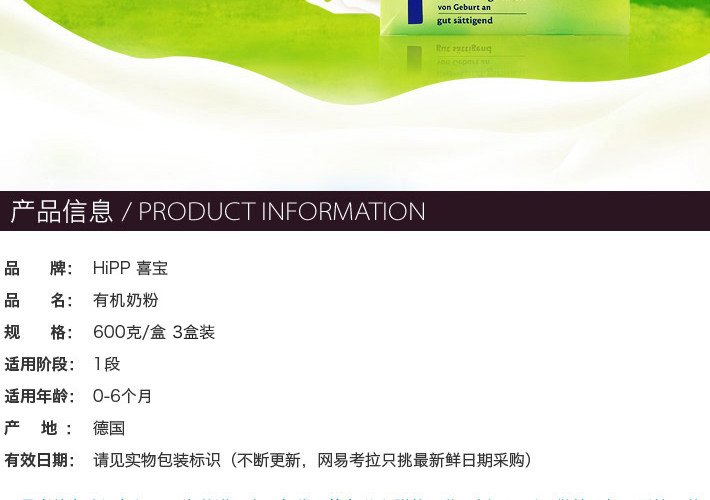 von Geburt an
gut sättigend
产品信息 / PRODUCT INFORMATION
品 牌： HiPP 喜宝
品 名： 有机奶粉
规 格： 600克/盒 3盒装
适用阶段： 1段
适用年龄： 0-6个月
产 地 ： 德国
有效日期： 请见实物包装标识（不断更新，网易考拉只挑最新鲜日期采购）